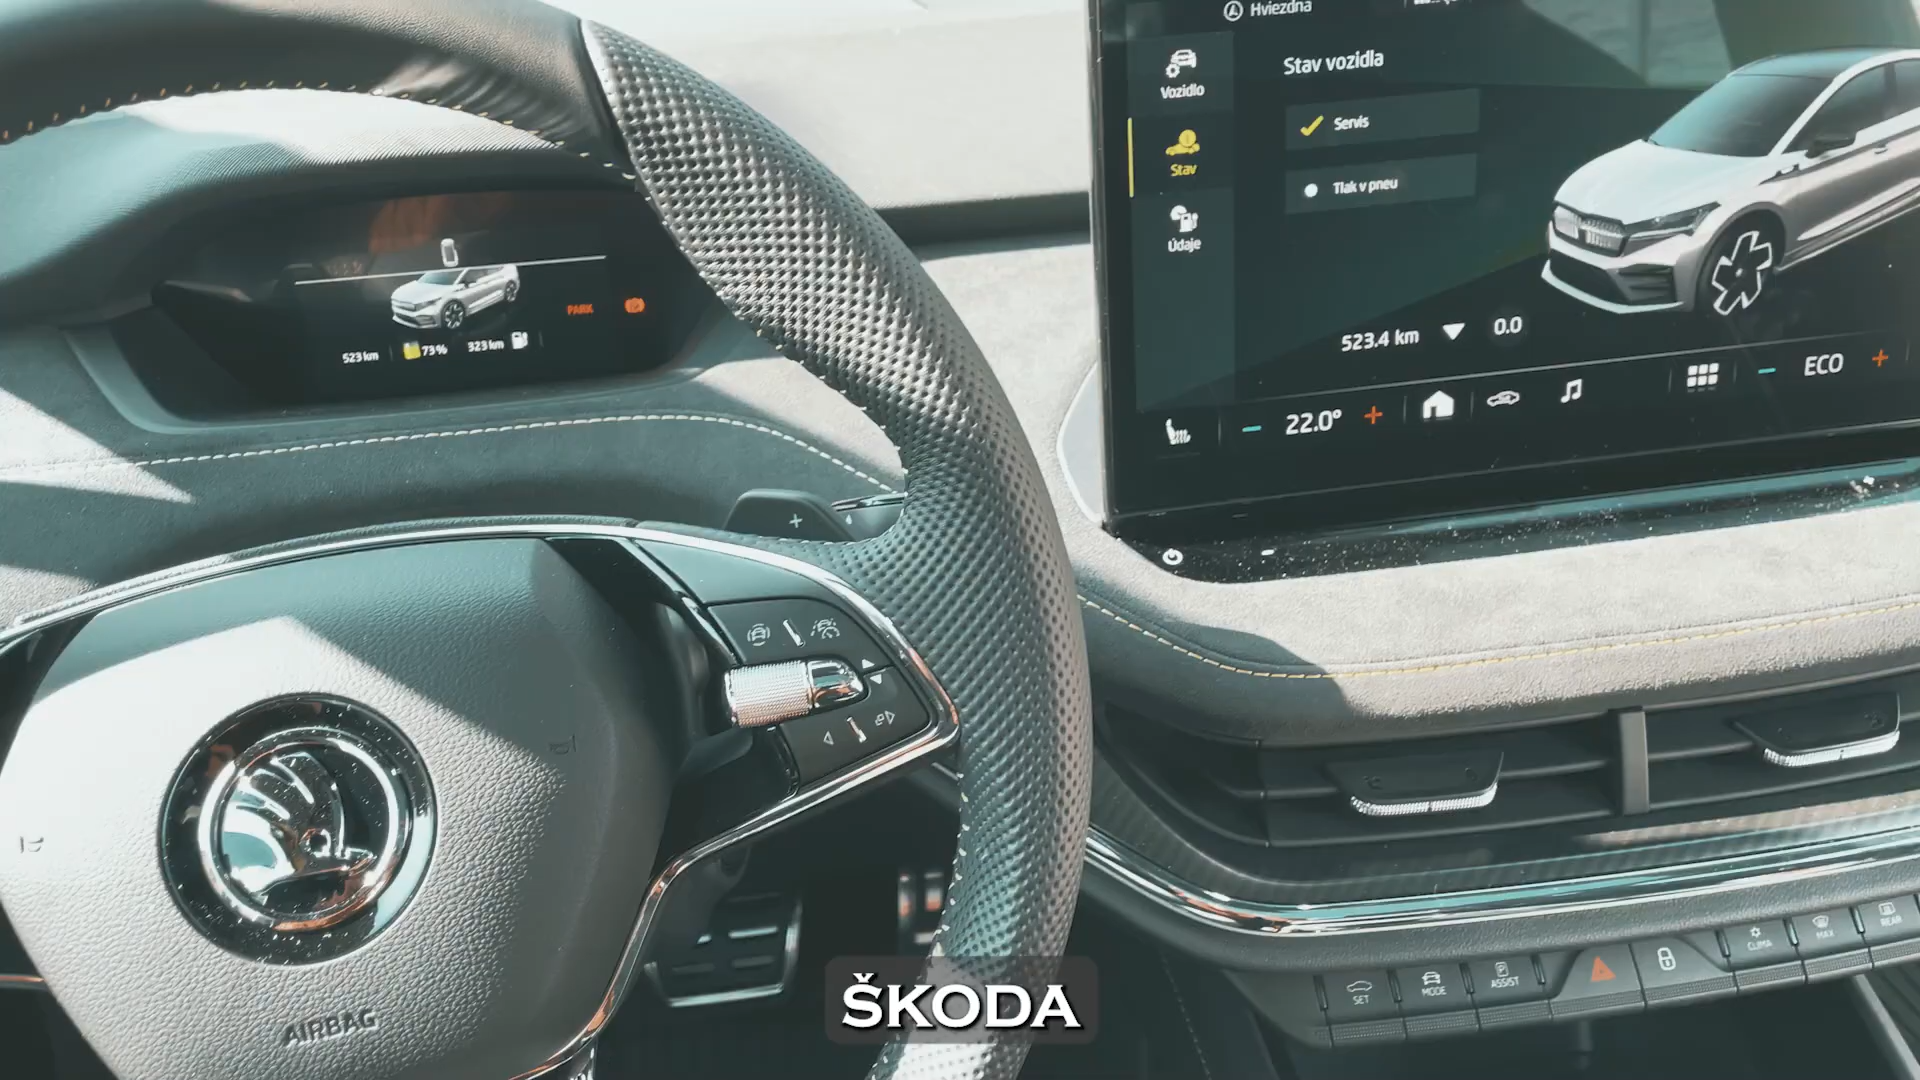 Hviezdna
Stav vozidla
Vozidlo
Servis
Stav
Tlak v pneu
Údaje
523.4 km
0.0
22.0°
ECO
PARK
523 km
73%
323 km
AIRBAG
SET
MODE
ASSIST
CLIMA
MAX
REAR
ŠKODA